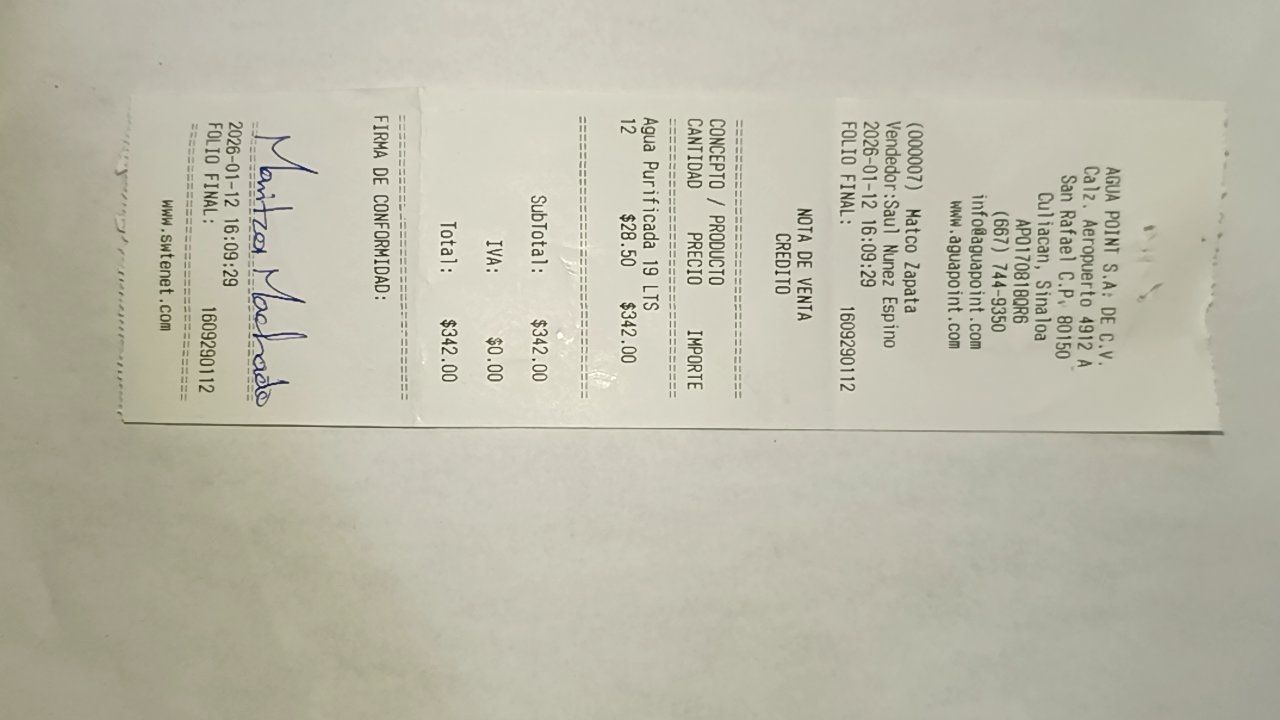 AGUA POINT S.A: DE C.V.
Calz. Aeropuerto 4912 A
San Rafael C.P. 80150
Culiacan, Sinaloa
APO170818QR6
(667) 744-9350
info@aguapoint.com
www.aguapoint.com
(000007) Matco Zapata
Vendedor:Saul Nunez Espino
2026-01-12 16:09:29
FOLIO FINAL: 1609290112
NOTA DE VENTA
CREDITO
=============================
CONCEPTO / PRODUCTO
CANTIDAD PRECIO IMPORTE
=============================
Agua Purificada 19 LTS
12 $28.50 $342.00
=============================
SubTotal: $342.00
IVA: $0.00
Total: $342.00
=============================
FIRMA DE CONFORMIDAD:
Maritza Machado
=============================
2026-01-12 16:09:29
FOLIO FINAL: 1609290112
=============================
www.swtenet.com